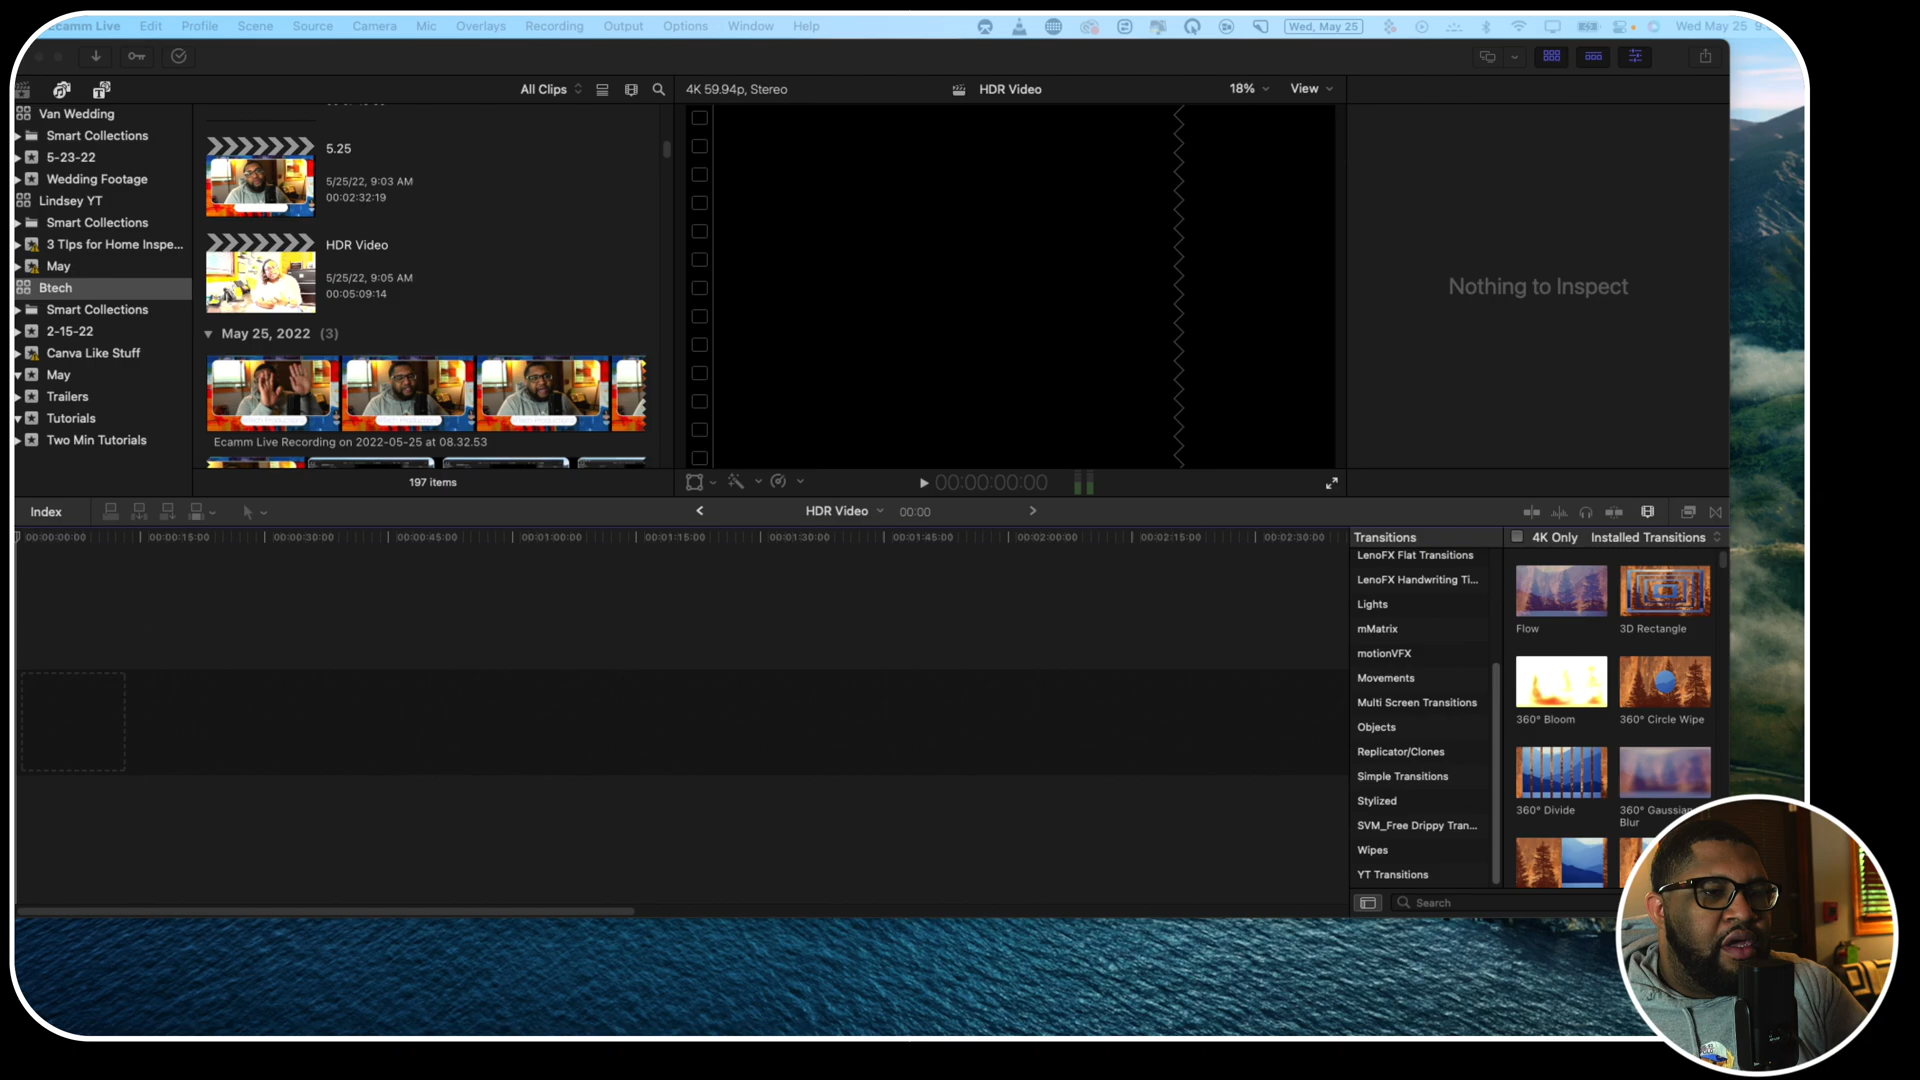 Ecamm Live Edit Profile Scene Source Camera Mic Overlays Recording Output Options Window Help Wed, May 25 Wed May 25
All Clips
4K 59.94p, Stereo HDR Video 18% View
Van Wedding
Smart Collections
5-23-22
Wedding Footage
Lindsey YT
Smart Collections
3 TIps for Home Inspe...
May
Btech
Smart Collections
2-15-22
Canva Like Stuff
May
Trailers
Tutorials
Two Min Tutorials
5.25
5/25/22, 9:03 AM
00:02:32:19
HDR Video
5/25/22, 9:05 AM
00:05:09:14
May 25, 2022 (3)
Ecamm Live Recording on 2022-05-25 at 08.32.53
197 items
00:00:00:00
Nothing to Inspect
Index HDR Video 00:00
00:00:00:00 00:00:15:00 00:00:30:00 00:00:45:00 00:01:00:00 00:01:15:00 00:01:30:00 00:01:45:00 00:02:00:00 00:02:15:00 00:02:30:00
Transitions 4K Only Installed Transitions
LenoFX Flat Transitions
LenoFX Handwriting Ti...
Lights
mMatrix
motionVFX
Movements
Multi Screen Transitions
Objects
Replicator/Clones
Simple Transitions
Stylized
SVM_Free Drippy Tran...
Wipes
YT Transitions
Flow 3D Rectangle
360° Bloom 360° Circle Wipe
360° Divide 360° Gaussian
Blur
Search